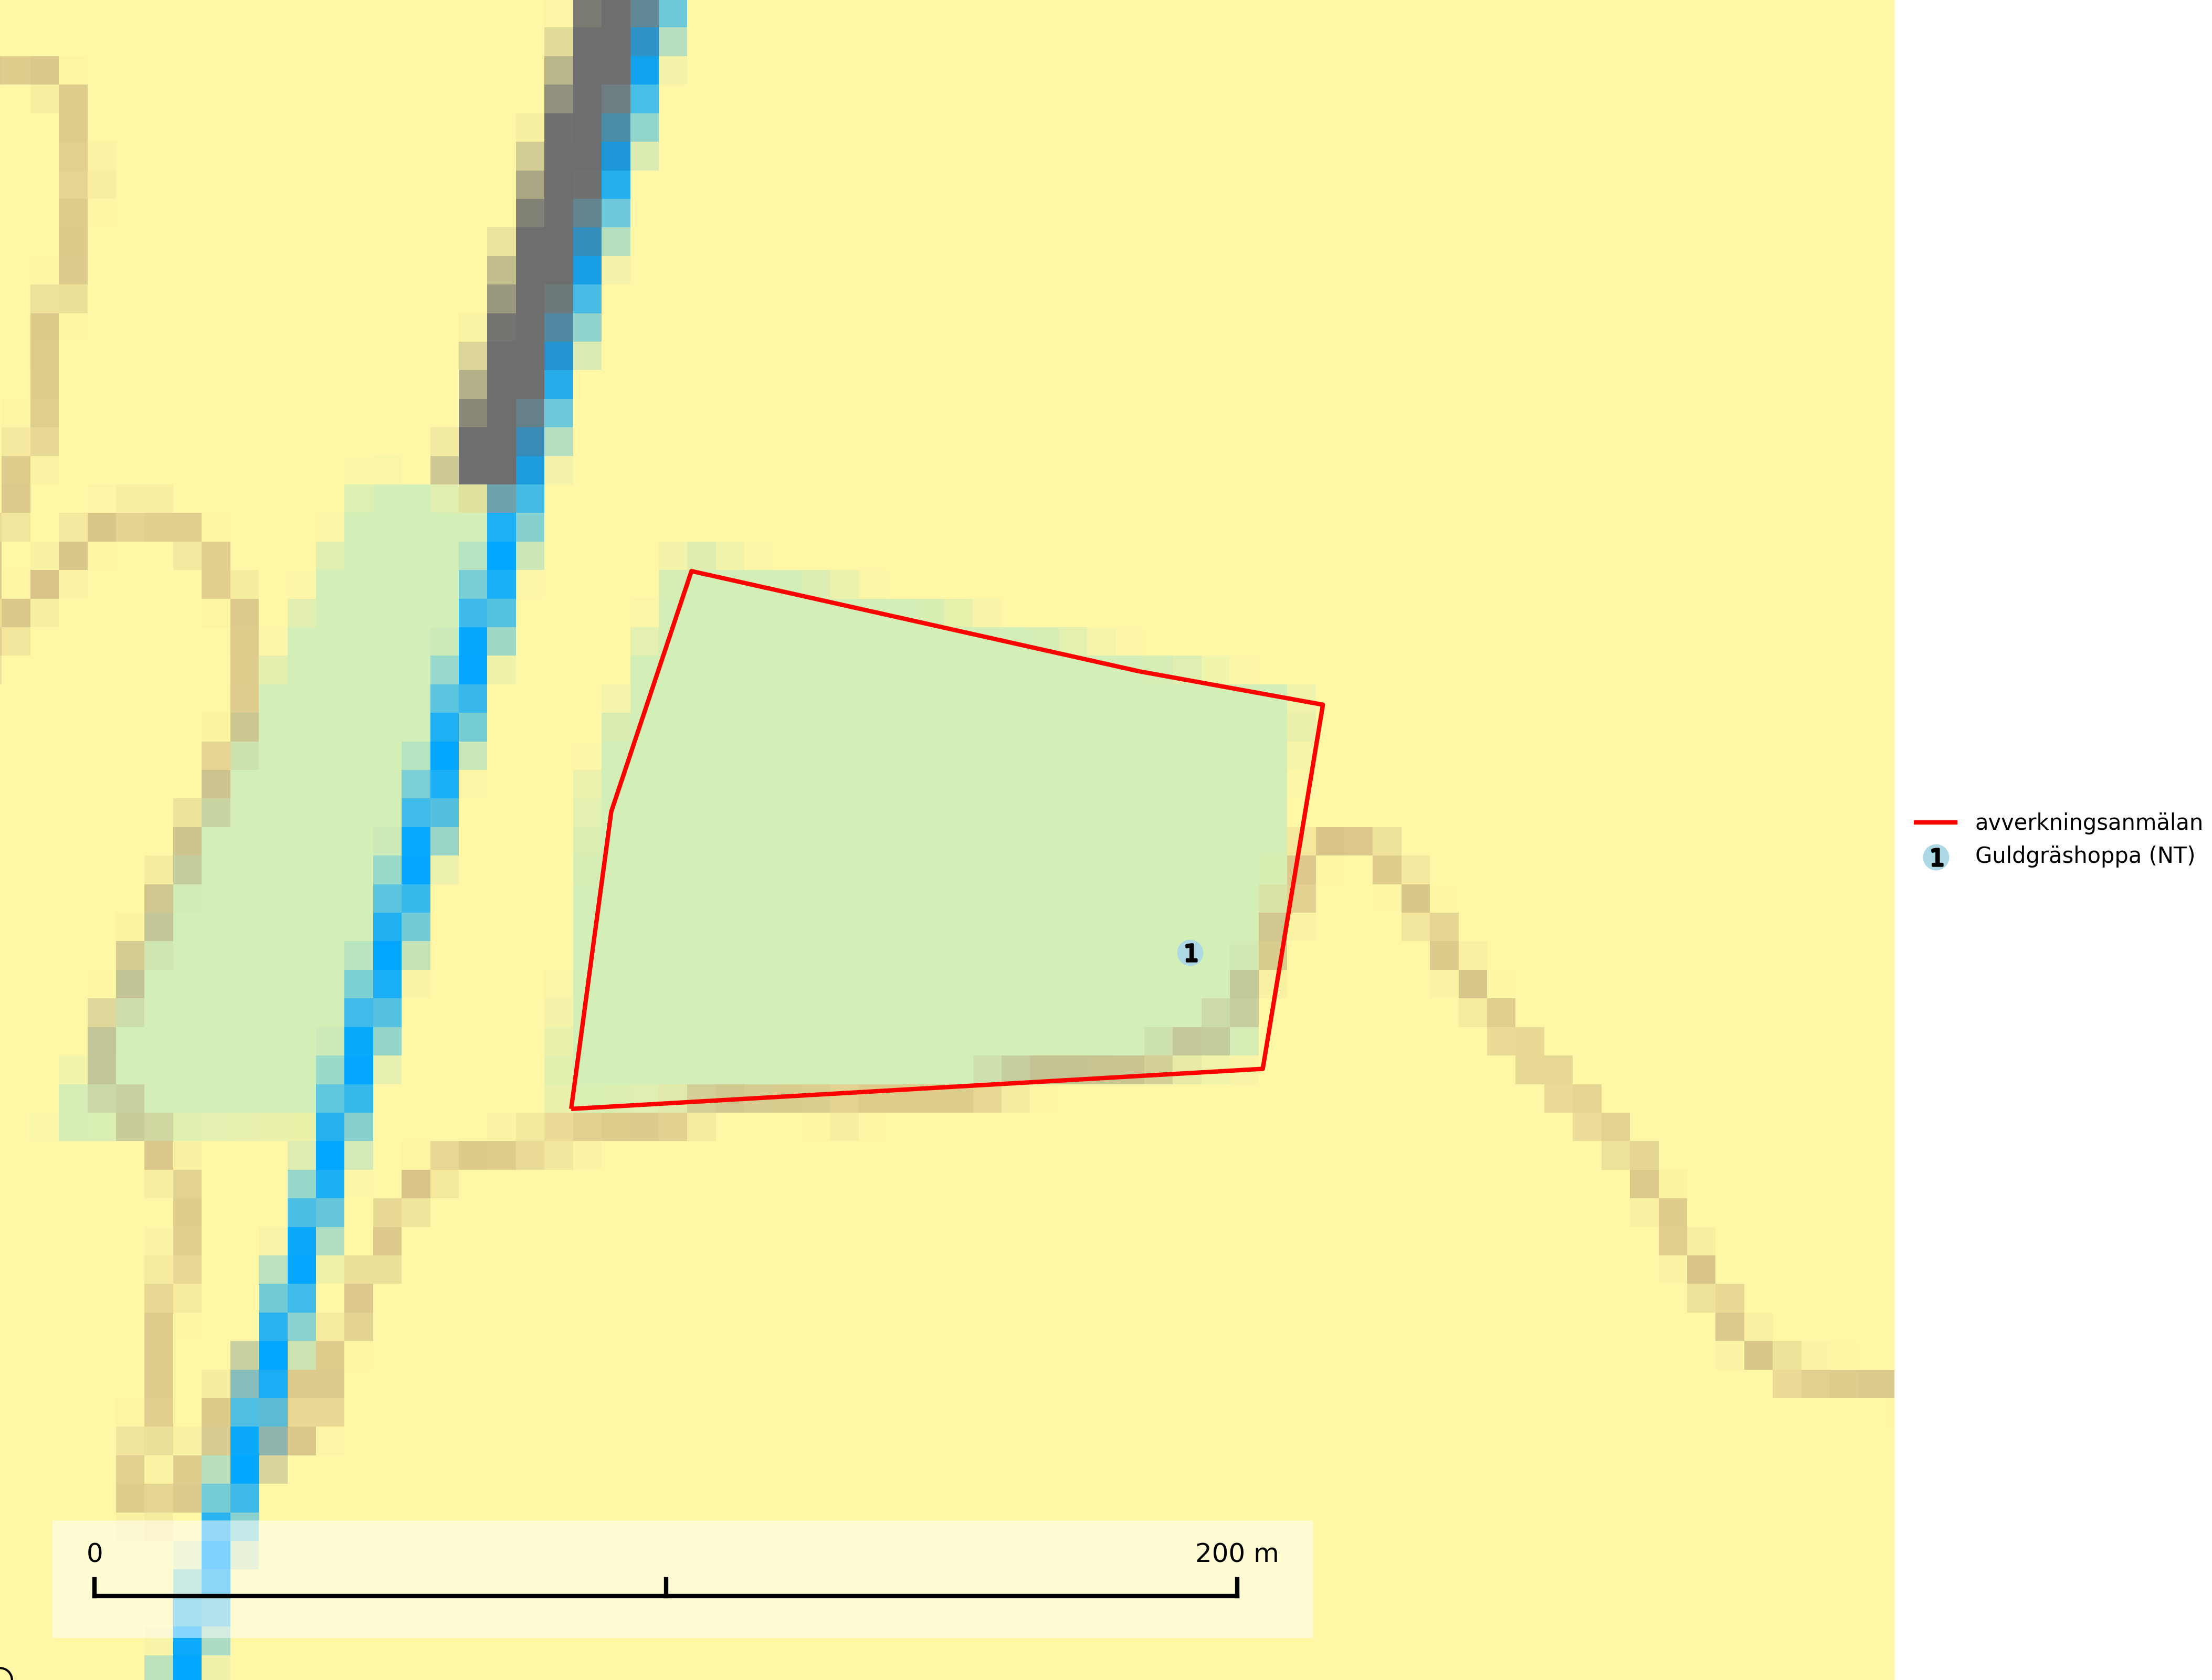 avverkningsanmälan
1 Guldgräshoppa (NT)
1
0 200 m